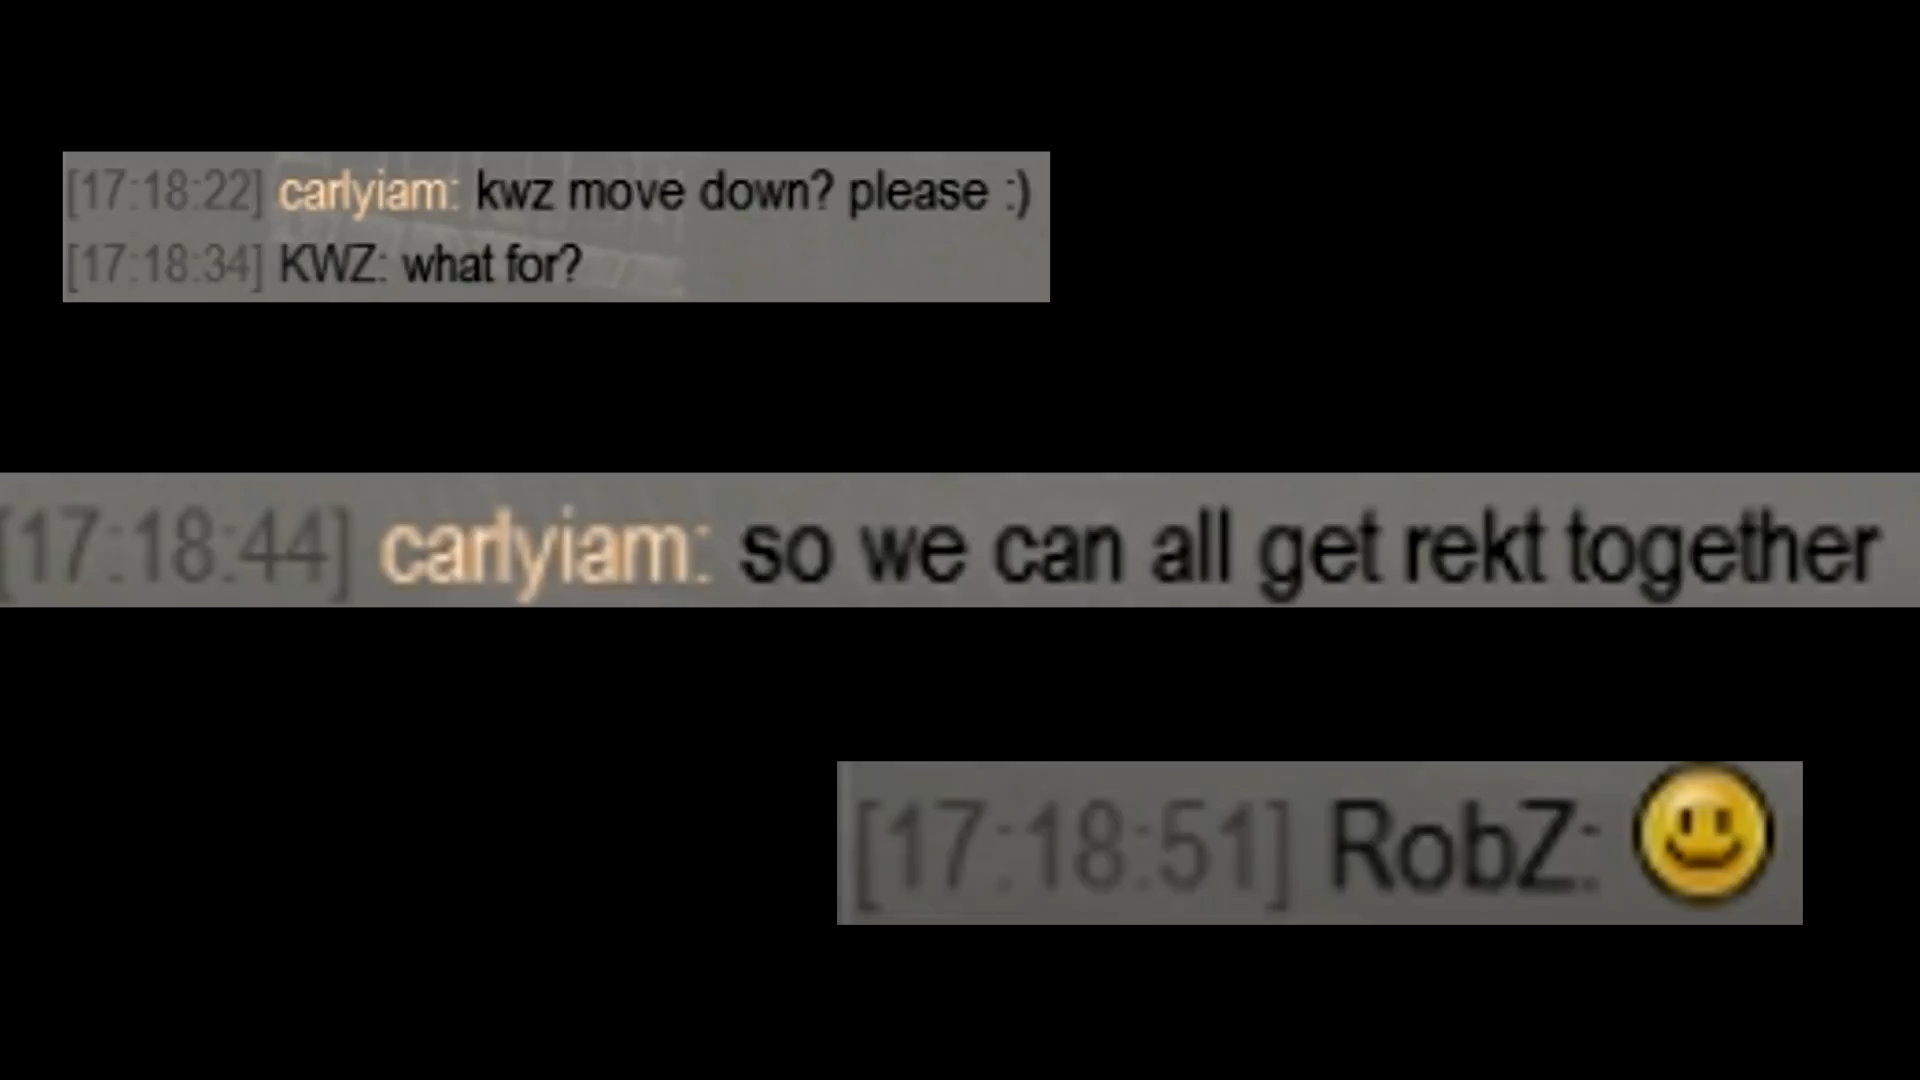 [17:18:22] carlyiam: kwz move down? please :)
[17:18:34] KWZ: what for?
[17:18:44] carlyiam: so we can all get rekt together
[17:18:51] RobZ: